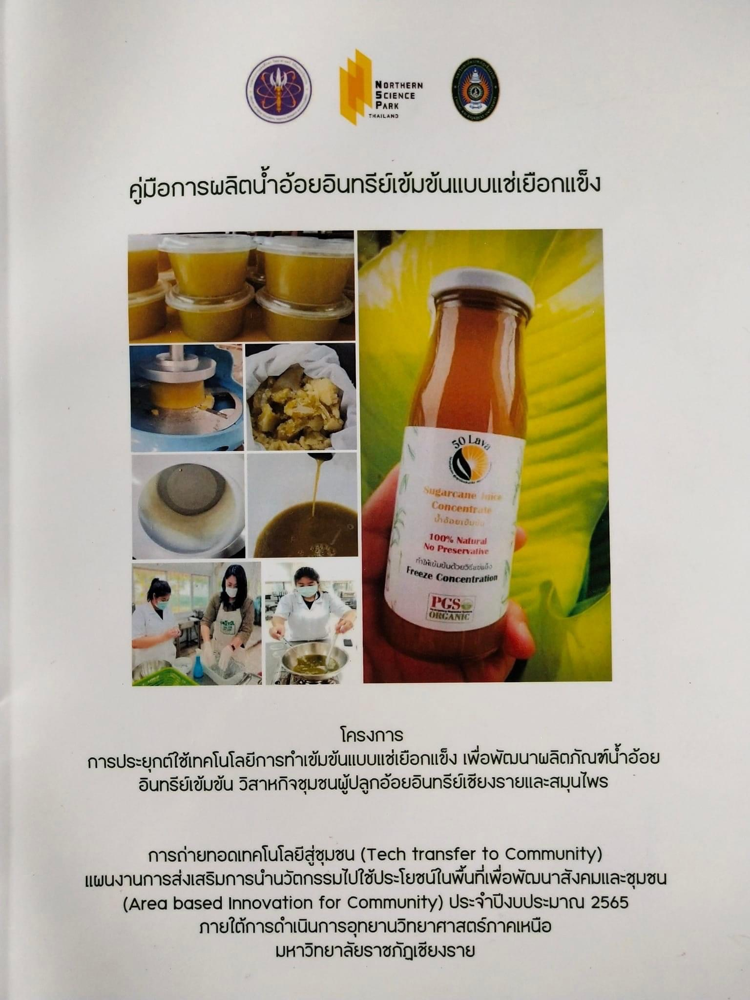 NORTHERN
SCIENCE
PARK
THAILAND
คู่มือการผลิตน้ำอ้อยอินทรีย์เข้มข้นแบบแช่เยือกแข็ง
50 Lava
Sugarcane Juice
Concentrate
น้ำอ้อยเข้มข้น
100% Natural
No Preservative
ทำให้เข้มข้นด้วยวิธีแช่แข็ง
Freeze Concentration
PGS
ORGANIC
โครงการ
การประยุกต์ใช้เทคโนโลยีการทำเข้มข้นแบบแช่เยือกแข็ง เพื่อพัฒนาผลิตภัณฑ์น้ำอ้อย
อินทรีย์เข้มข้น วิสาหกิจชุมชนผู้ปลูกอ้อยอินทรีย์เชียงรายและสมุนไพร
การถ่ายทอดเทคโนโลยีสู่ชุมชน (Tech transfer to Community)
แผนงานการส่งเสริมการนำนวัตกรรมไปใช้ประโยชน์ในพื้นที่เพื่อพัฒนาสังคมและชุมชน
(Area based Innovation for Community) ประจำปีงบประมาณ 2565
ภายใต้การดำเนินการอุทยานวิทยาศาสตร์ภาคเหนือ
มหาวิทยาลัยราชภัฏเชียงราย